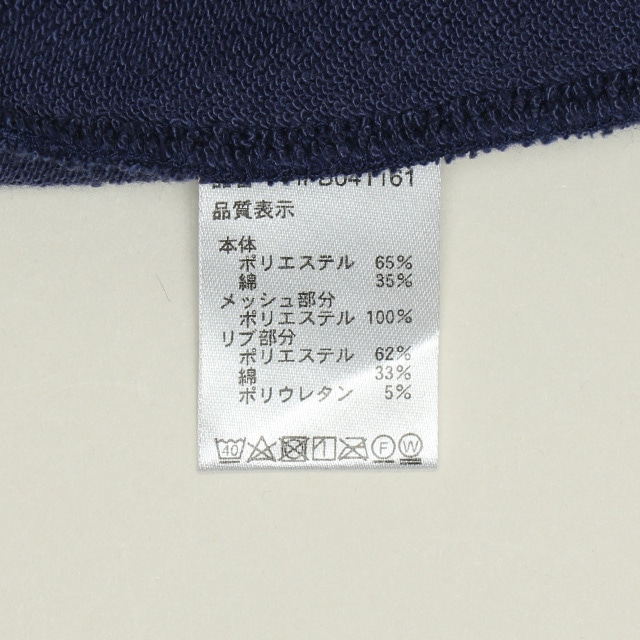 B041161
品質表示
本体
ポリエステル 65%
綿 35%
メッシュ部分
ポリエステル 100%
リブ部分
ポリエステル 62%
綿 33%
ポリウレタン 5%
40 F W